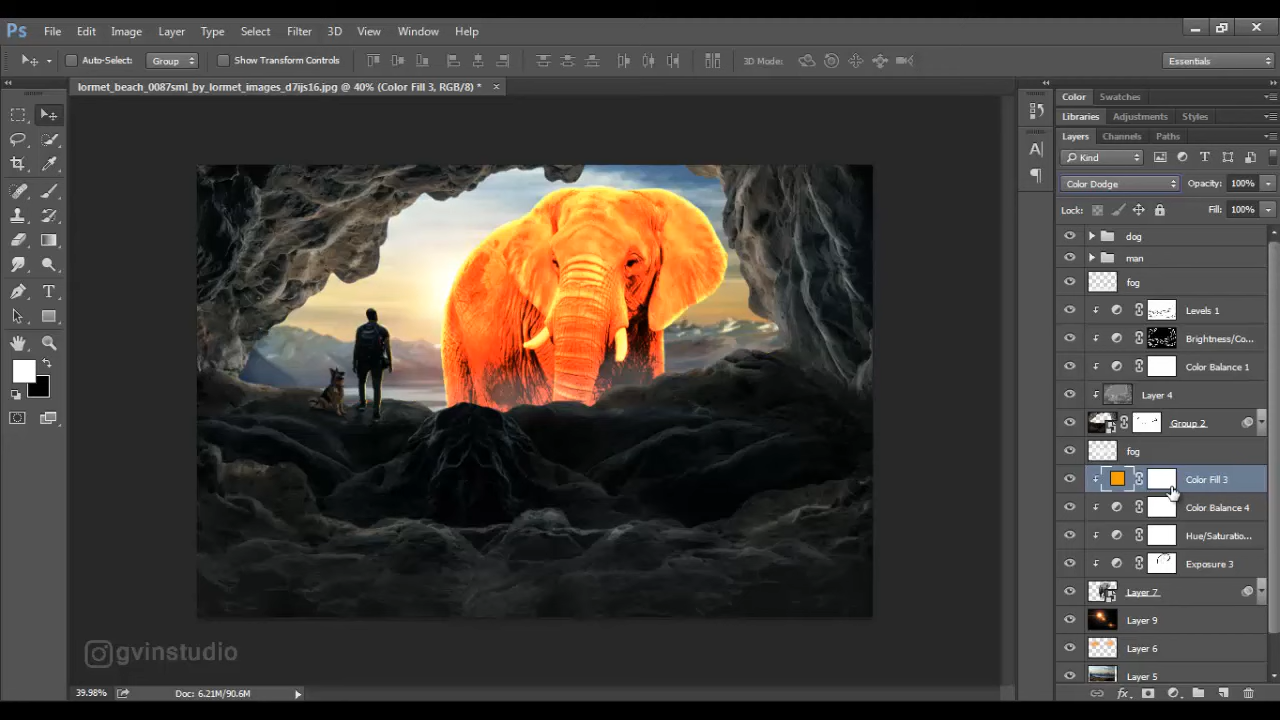 Ps File Edit Image Layer Type Select Filter 3D View Window Help
Auto-Select: Group Show Transform Controls 3D Mode: Essentials
lormet_beach_0087sml_by_lormet_images_d7ijs16.jpg @ 40% (Color Fill 3, RGB/8) *
Color Swatches
Libraries Adjustments Styles
Layers Channels Paths
Kind
Color Dodge Opacity: 100%
Lock: Fill: 100%
dog
man
fog
Levels 1
Brightness/Co...
Color Balance 1
Layer 4
Group 2
fog
Color Fill 3
Color Balance 4
Hue/Saturatio...
Exposure 3
Layer 7
Layer 9
Layer 6
Layer 5
gvinstudio
39.98% Doc: 6.21M/90.6M